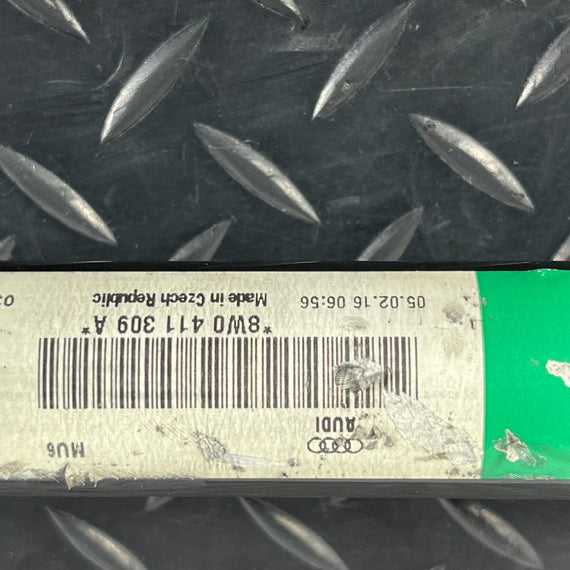 MU6
AUDI
*8W0 411 309 A*
Made in Czech Republic
05.02.16 06:56